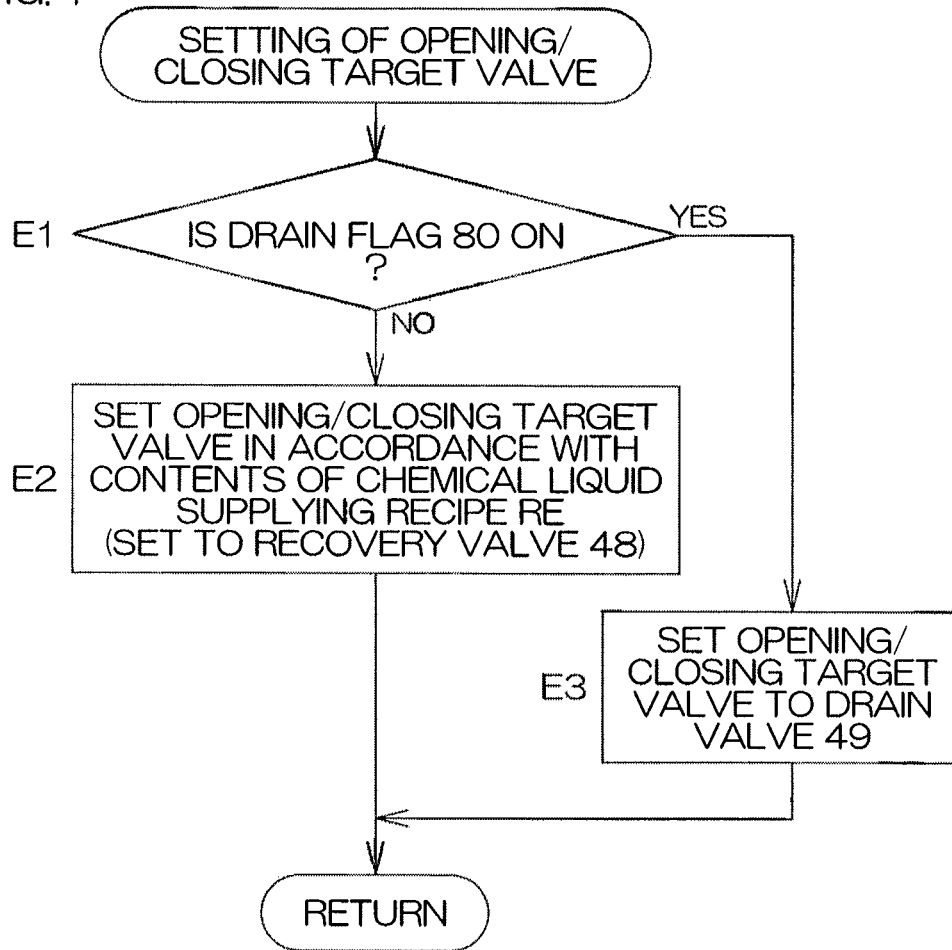 SETTING OF OPENING/
CLOSING TARGET VALVE
E1
IS DRAIN FLAG 80 ON
?
YES
NO
E2
SET OPENING/CLOSING TARGET
VALVE IN ACCORDANCE WITH
CONTENTS OF CHEMICAL LIQUID
SUPPLYING RECIPE RE
(SET TO RECOVERY VALVE 48)
E3
SET OPENING/
CLOSING TARGET
VALVE TO DRAIN
VALVE 49
RETURN